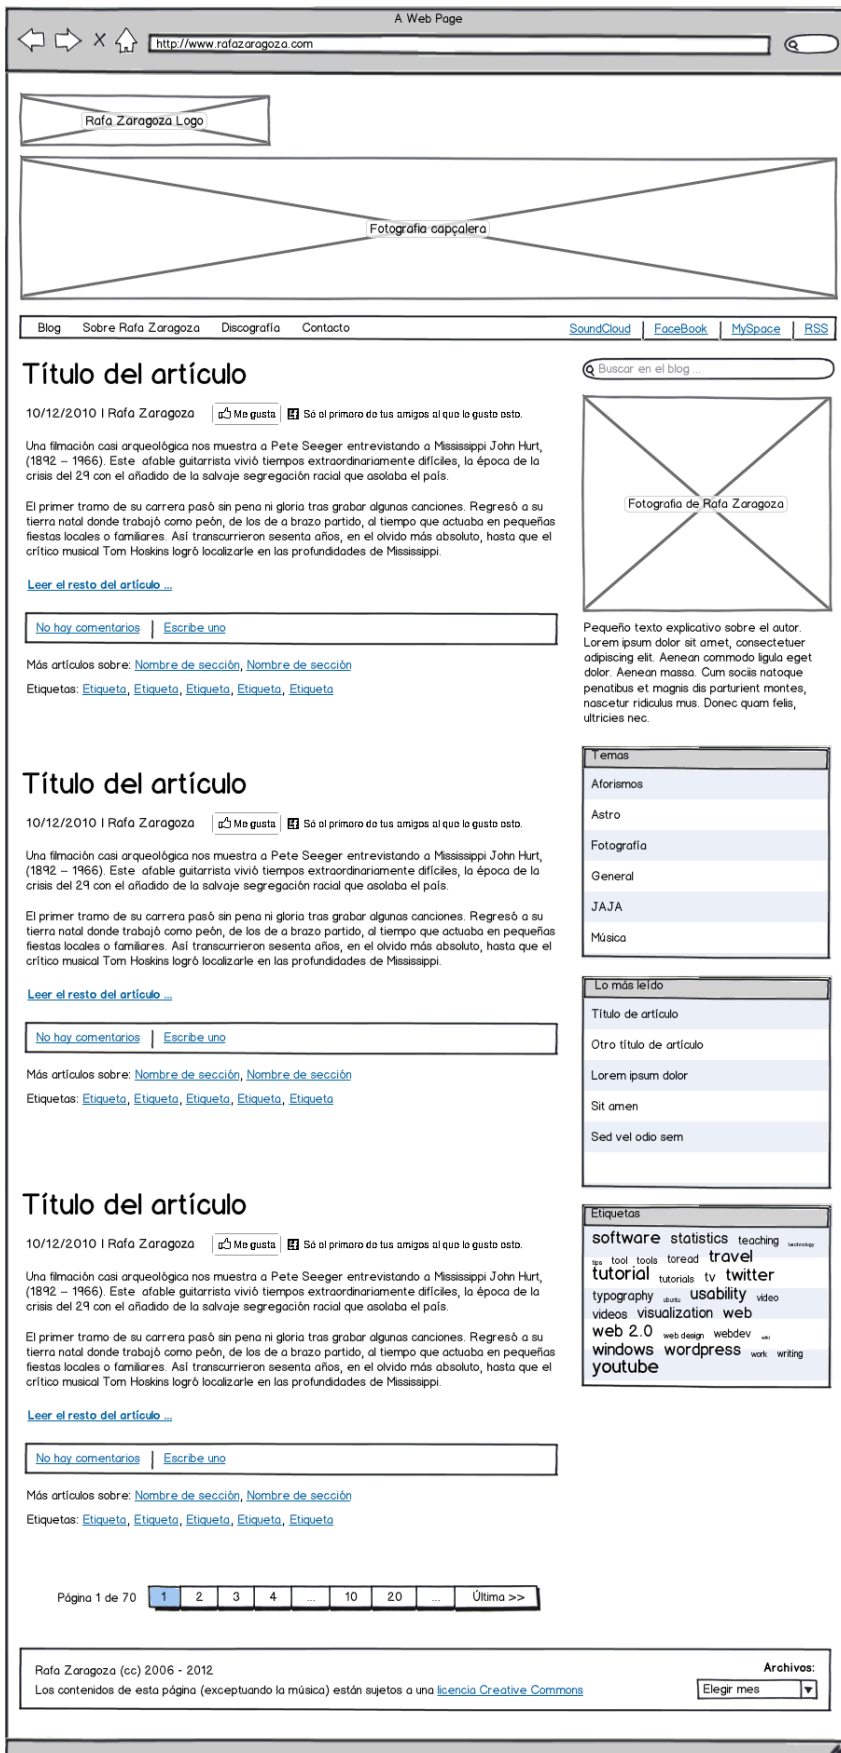 A Web Page
http://www.rafazaragoza.com
Rafa Zaragoza Logo
Fotografia capçalera
Blog Sobre Rafa Zaragoza Discografía Contacto SoundCloud | FaceBook | MySpace | RSS
Título del artículo
10/12/2010 | Rafa Zaragoza Me gusta Sé el primero de tus amigos al que le guste esto.
Una filmación casi arqueológica nos muestra a Pete Seeger entrevistando a Mississippi John Hurt,
(1892 – 1966). Este afable guitarrista vivió tiempos extraordinariamente difíciles, la época de la
crisis del 29 con el añadido de la salvaje segregación racial que asolaba el país.
El primer tramo de su carrera pasó sin pena ni gloria tras grabar algunas canciones. Regresó a su
tierra natal donde trabajó como peón, de los de a brazo partido, al tiempo que actuaba en pequeñas
fiestas locales o familiares. Así transcurrieron sesenta años, en el olvido más absoluto, hasta que el
crítico musical Tom Hoskins logró localizarle en las profundidades de Mississippi.
Leer el resto del artículo ...
No hay comentarios | Escribe uno
Más artículos sobre: Nombre de sección, Nombre de sección
Etiquetas: Etiqueta, Etiqueta, Etiqueta, Etiqueta, Etiqueta
Título del artículo
10/12/2010 | Rafa Zaragoza Me gusta Sé el primero de tus amigos al que le guste esto.
Una filmación casi arqueológica nos muestra a Pete Seeger entrevistando a Mississippi John Hurt,
(1892 – 1966). Este afable guitarrista vivió tiempos extraordinariamente difíciles, la época de la
crisis del 29 con el añadido de la salvaje segregación racial que asolaba el país.
El primer tramo de su carrera pasó sin pena ni gloria tras grabar algunas canciones. Regresó a su
tierra natal donde trabajó como peón, de los de a brazo partido, al tiempo que actuaba en pequeñas
fiestas locales o familiares. Así transcurrieron sesenta años, en el olvido más absoluto, hasta que el
crítico musical Tom Hoskins logró localizarle en las profundidades de Mississippi.
Leer el resto del artículo ...
No hay comentarios | Escribe uno
Más artículos sobre: Nombre de sección, Nombre de sección
Etiquetas: Etiqueta, Etiqueta, Etiqueta, Etiqueta, Etiqueta
Título del artículo
10/12/2010 | Rafa Zaragoza Me gusta Sé el primero de tus amigos al que le guste esto.
Una filmación casi arqueológica nos muestra a Pete Seeger entrevistando a Mississippi John Hurt,
(1892 – 1966). Este afable guitarrista vivió tiempos extraordinariamente difíciles, la época de la
crisis del 29 con el añadido de la salvaje segregación racial que asolaba el país.
El primer tramo de su carrera pasó sin pena ni gloria tras grabar algunas canciones. Regresó a su
tierra natal donde trabajó como peón, de los de a brazo partido, al tiempo que actuaba en pequeñas
fiestas locales o familiares. Así transcurrieron sesenta años, en el olvido más absoluto, hasta que el
crítico musical Tom Hoskins logró localizarle en las profundidades de Mississippi.
Leer el resto del artículo ...
No hay comentarios | Escribe uno
Más artículos sobre: Nombre de sección, Nombre de sección
Etiquetas: Etiqueta, Etiqueta, Etiqueta, Etiqueta, Etiqueta
Página 1 de 70 1 2 3 4 ... 10 20 ... Última >>
Buscar en el blog ...
Fotografia de Rafa Zaragoza
Pequeño texto explicativo sobre el autor.
Lorem ipsum dolor sit amet, consectetuer
adipiscing elit. Aenean commodo ligula eget
dolor. Aenean massa. Cum sociis natoque
penatibus et magnis dis parturient montes,
nascetur ridiculus mus. Donec quam felis,
ultricies nec.
Temas
Aforismos
Astro
Fotografía
General
JAJA
Música
Lo más leído
Título de artículo
Otro título de artículo
Lorem ipsum dolor
Sit amen
Sed vel odio sem
Etiquetas
software statistics teaching technology
tips tool tools toread travel
tutorial tutorials tv twitter
typography ubuntu usability video
videos visualization web
web 2.0 web design webdev wiki
windows wordpress work writing
youtube
Rafa Zaragoza (cc) 2006 - 2012
Los contenidos de esta página (exceptuando la música) están sujetos a una licencia Creative Commons
Archivos:
Elegir mes